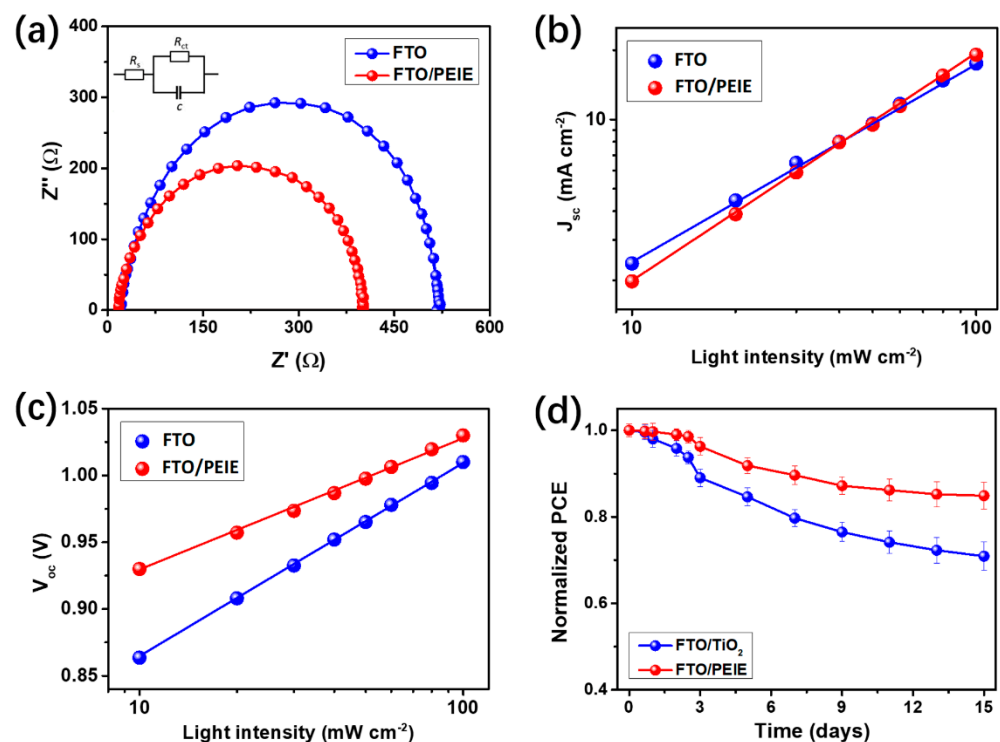 (a)
400
300
200
100
0
Z'' (Ω)
R_s
R_ct
c
FTO
FTO/PEIE
0 150 300 450 600
Z' (Ω)
(b)
10
J_sc (mA cm⁻²)
FTO
FTO/PEIE
10 100
Light intensity (mW cm⁻²)
(c)
1.05
1.00
0.95
0.90
0.85
V_oc (V)
FTO
FTO/PEIE
10 100
Light intensity (mW cm⁻²)
(d)
1.0
0.8
0.6
0.4
Normalized PCE
FTO/TiO₂
FTO/PEIE
0 3 6 9 12 15
Time (days)